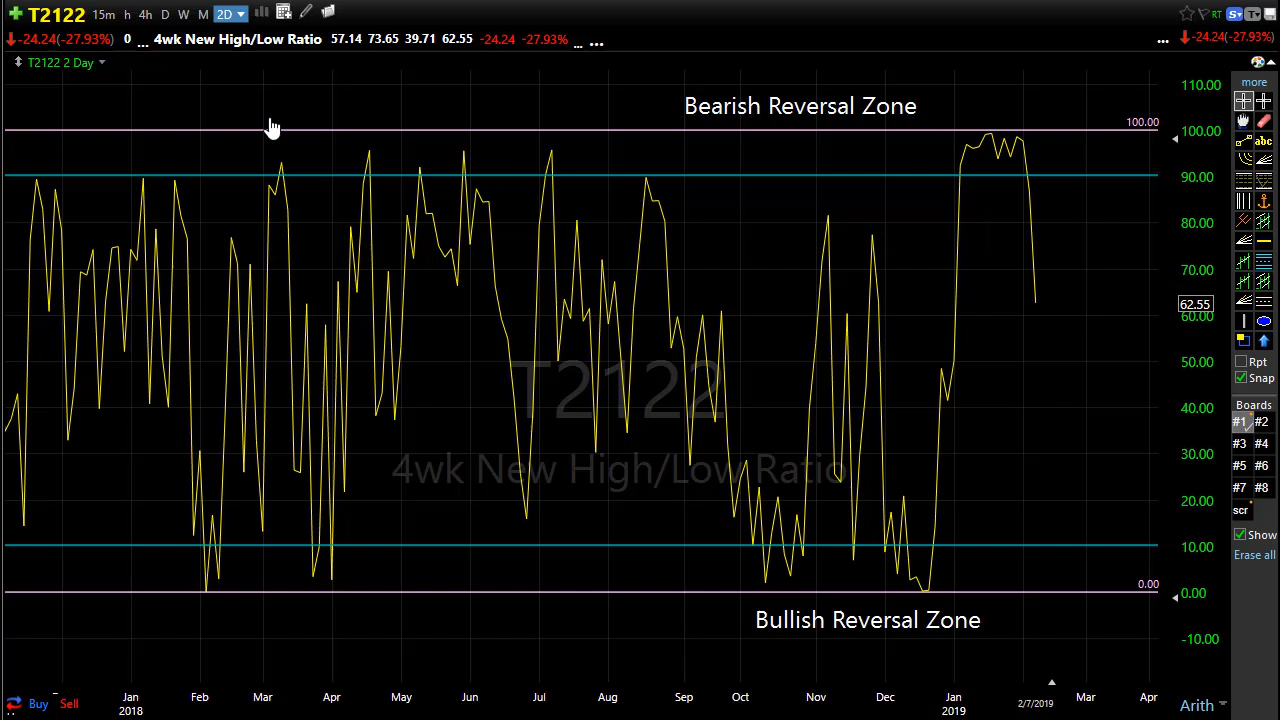 T2122 15m h 4h D W M 2D RT S T
-24.24(-27.93%) 0 ... 4wk New High/Low Ratio 57.14 73.65 39.71 62.55 -24.24 -27.93% ... ... ... -24.24(-27.93%)
T2122 2 Day
more
110.00
Bearish Reversal Zone
100.00
100.00
abc
90.00
80.00
70.00
62.55
60.00
50.00
Rpt
Snap
T2122
40.00
Boards
#1 #2
#3 #4
30.00
4wk New High/Low Ratio
#5 #6
#7 #8
20.00
scr
Show
10.00
Erase all
0.00
0.00
Bullish Reversal Zone
-10.00
Jan Feb Mar Apr May Jun Jul Aug Sep Oct Nov Dec Jan Mar Apr
2018 2019 2/7/2019
Buy Sell
Arith